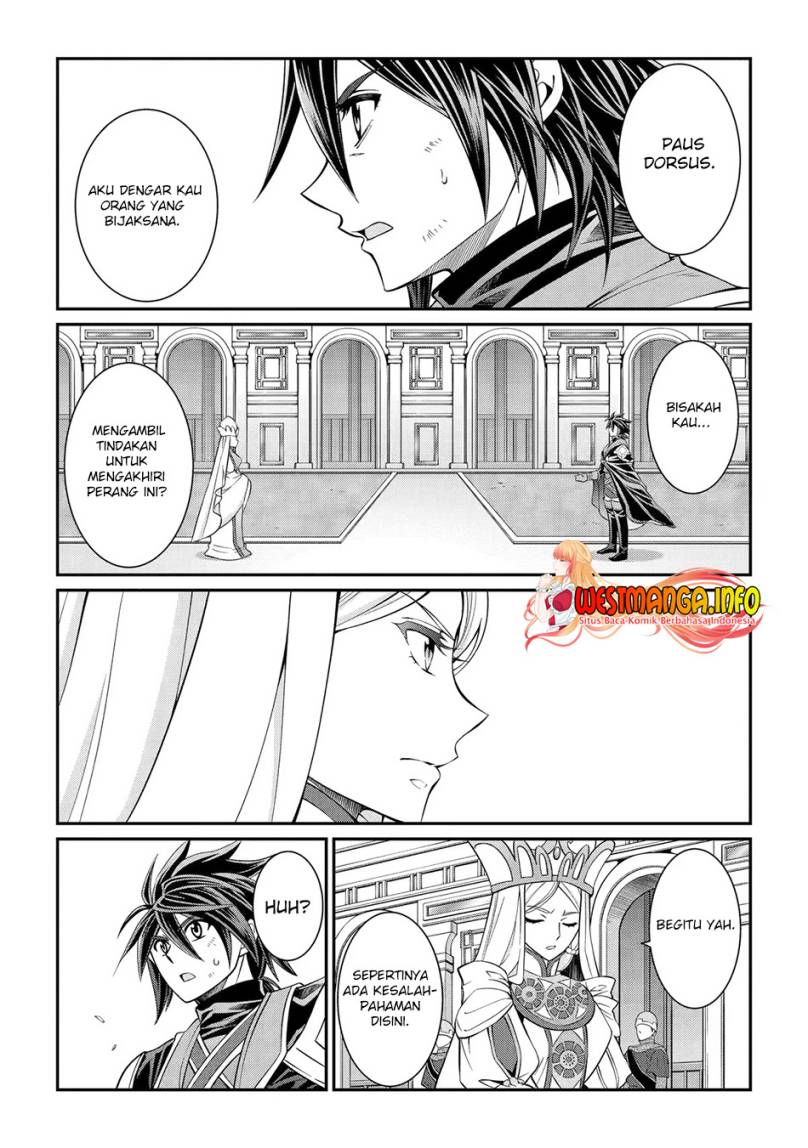 PAUS
DORSUS.
AKU DENGAR KAU
ORANG YANG
BIJAKSANA.
BISAKAH
KAU...
MENGAMBIL
TINDAKAN
UNTUK
MENGAKHIRI
PERANG INI?
WESTMANGA.INFO
Situs Baca Komik Berbahasa Indonesia
BEGITU YAH.
SEPERTINYA
ADA KESALAH-
PAHAMAN
DISINI.
HUH?